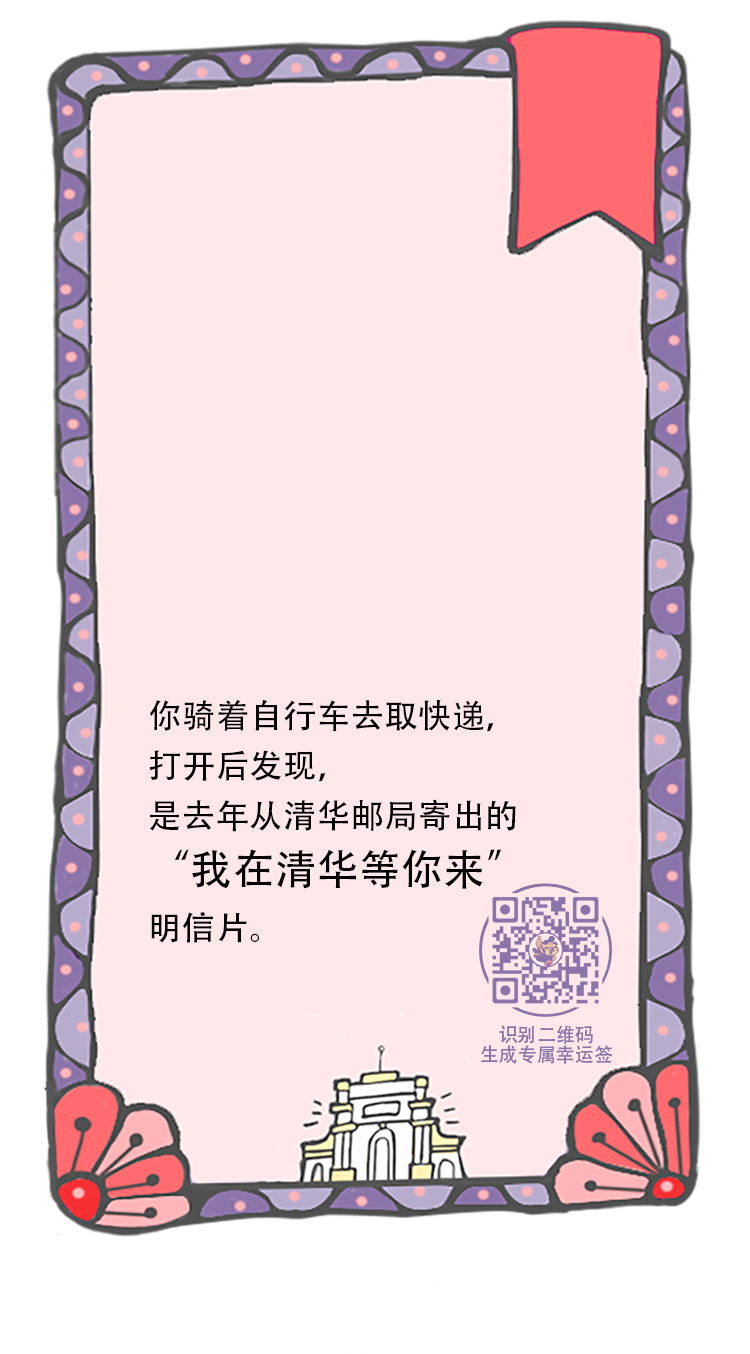 你骑着自行车去取快递,
打开后发现,
是去年从清华邮局寄出的
“我在清华等你来”
明信片。
识别二维码
生成专属幸运签